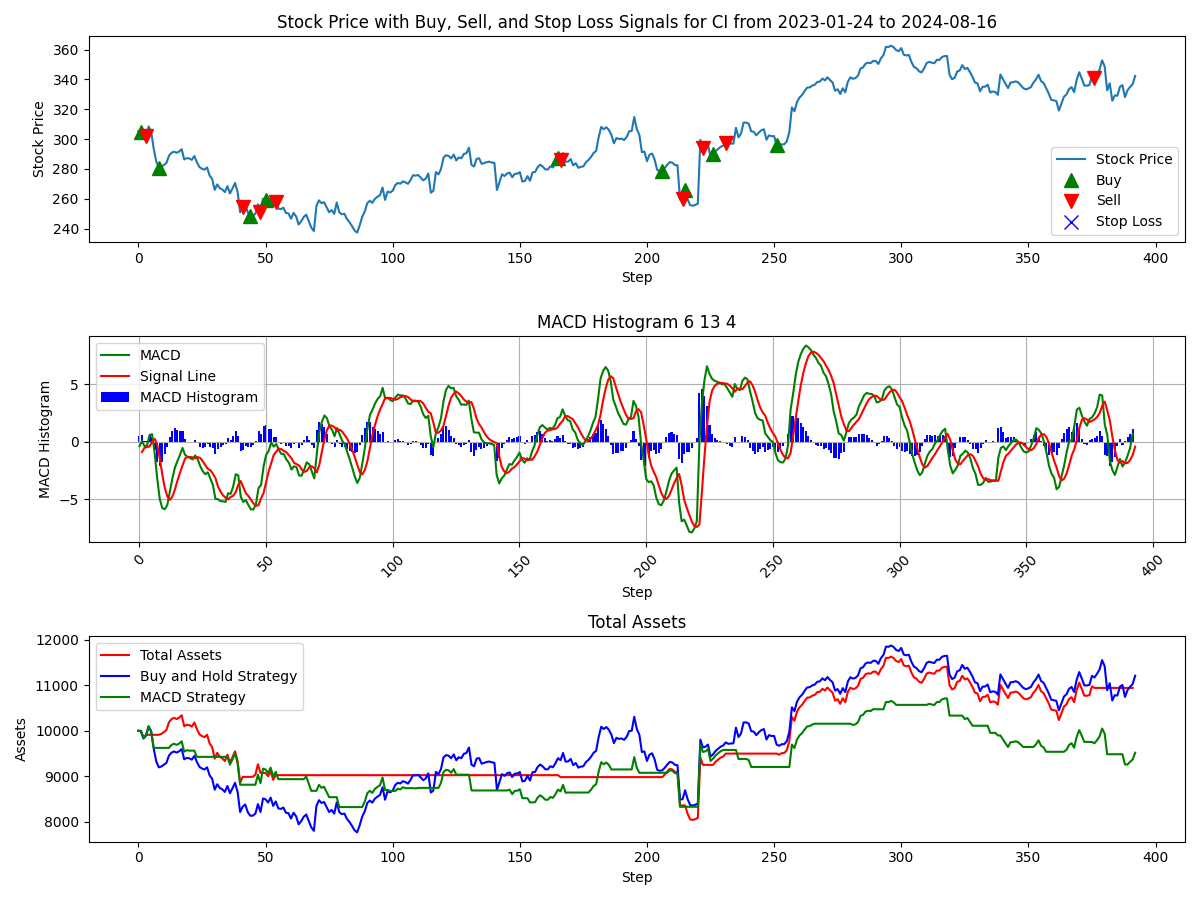 Stock Price with Buy, Sell, and Stop Loss Signals for CI from 2023-01-24 to 2024-08-16
Stock Price
360
340
320
300
280
260
240
Stock Price
Buy
Sell
Stop Loss
0 50 100 150 200 250 300 350 400
Step
MACD Histogram 6 13 4
MACD Histogram
5
0
−5
MACD
Signal Line
MACD Histogram
0 50 100 150 200 250 300 350 400
Step
Total Assets
Assets
12000
11000
10000
9000
8000
Total Assets
Buy and Hold Strategy
MACD Strategy
0 50 100 150 200 250 300 350 400
Step